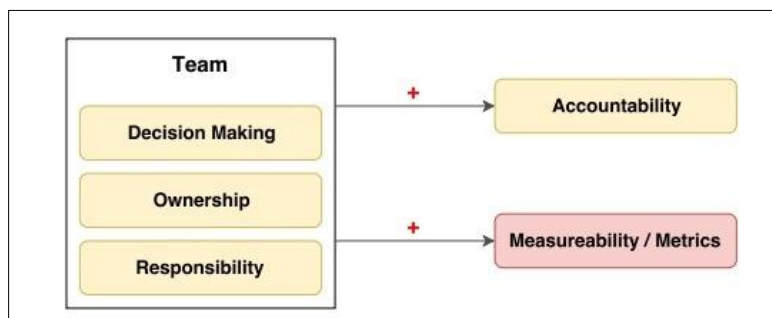 Team
Decision Making
Ownership
Responsibility
+
Accountability
+
Measureability / Metrics